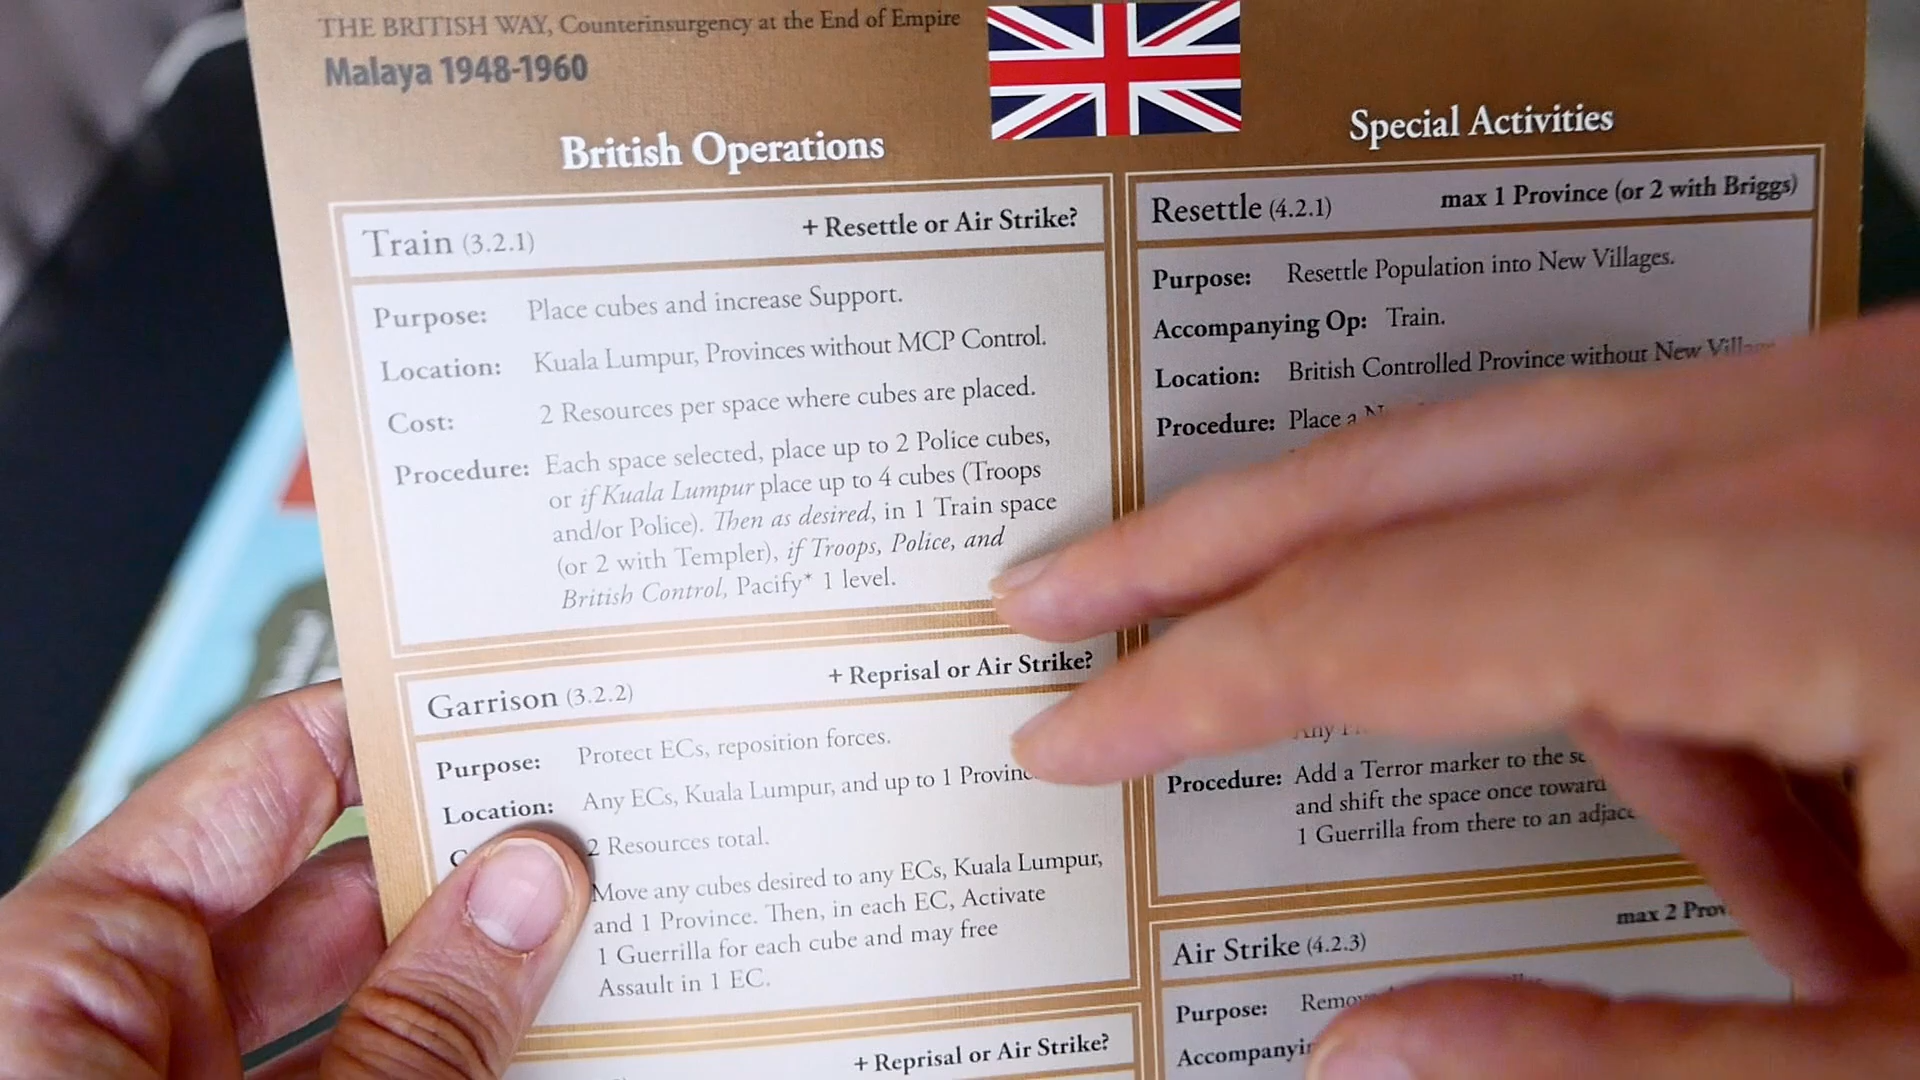 THE BRITISH WAY, Counterinsurgency at the End of Empire
Malaya 1948-1960
British Operations
Train (3.2.1) + Resettle or Air Strike?
Purpose: Place cubes and increase Support.
Location: Kuala Lumpur, Provinces without MCP Control.
Cost: 2 Resources per space where cubes are placed.
Procedure: Each space selected, place up to 2 Police cubes,
or if Kuala Lumpur place up to 4 cubes (Troops
and/or Police). Then as desired, in 1 Train space
(or 2 with Templer), if Troops, Police, and
British Control, Pacify* 1 level.
Garrison (3.2.2) + Reprisal or Air Strike?
Purpose: Protect ECs, reposition forces.
Location: Any ECs, Kuala Lumpur, and up to 1
2 Resources total.
Move any cubes desired to any ECs, Kuala Lumpur,
and 1 Province. Then, in each EC, Activate
1 Guerrilla for each cube and may free
Assault in 1 EC.
+ Reprisal or Air Strike?
Special Activities
Resettle (4.2.1) max 1 Province (or 2 with Briggs)
Purpose: Resettle Population into New Villages.
Accompanying Op: Train.
Location: British Controlled Province without New
Procedure: Place a
Any
Procedure: Add a Terror marker to the
and shift the space once toward
1 Guerrilla from there to an
Air Strike (4.2.3) max 2
Purpose: